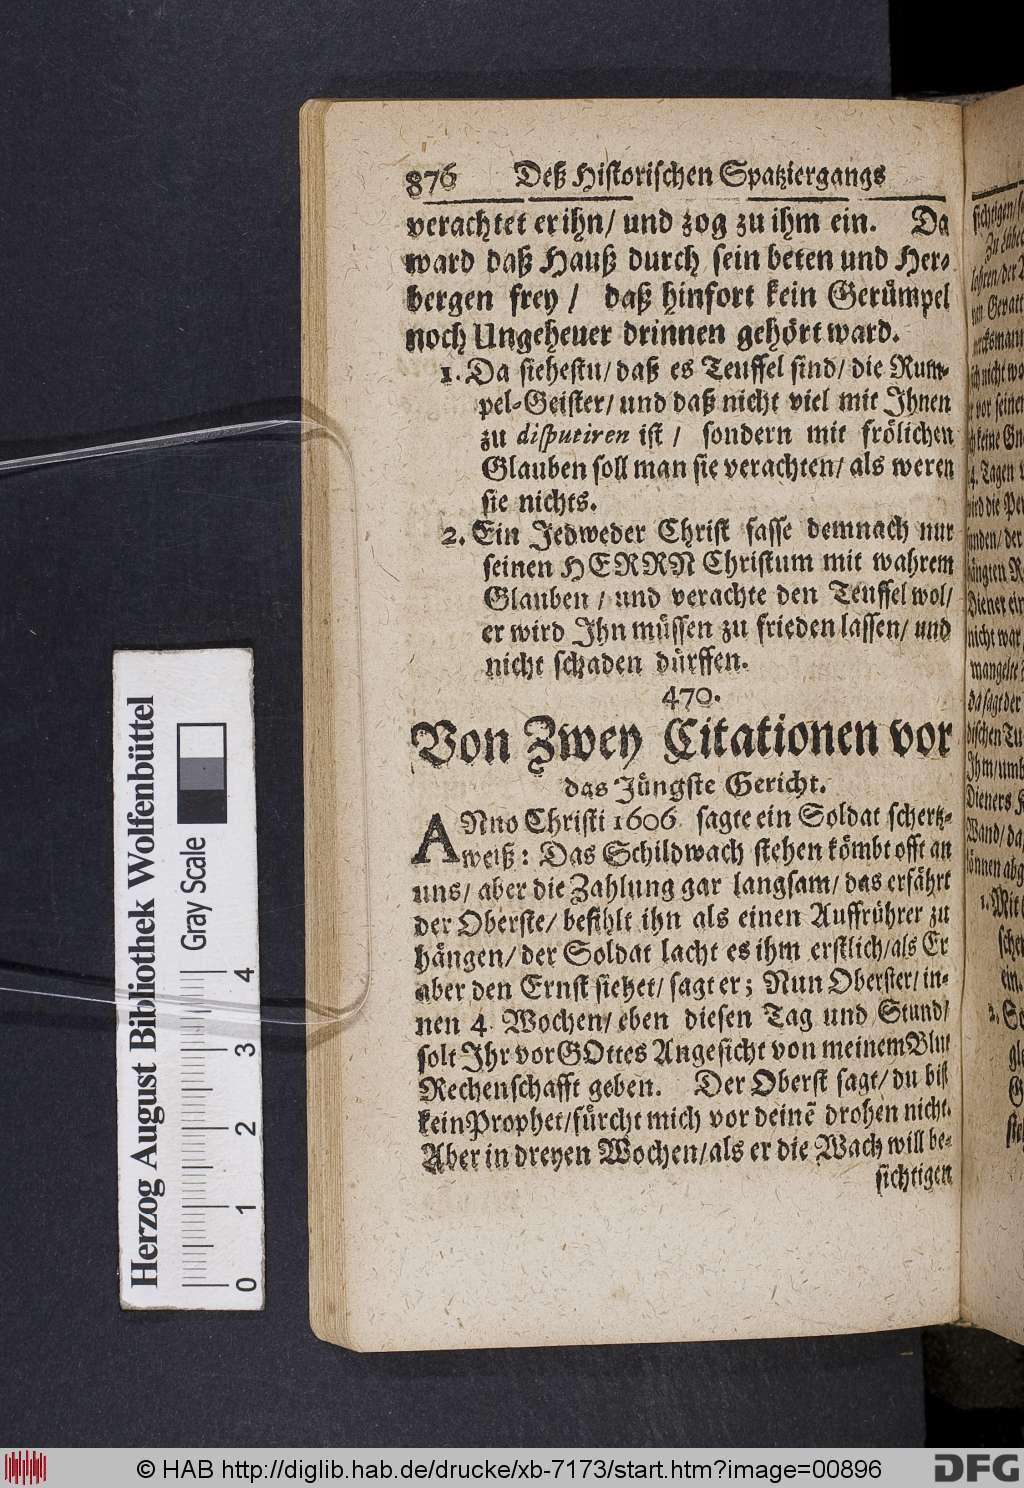 876 Deß Historischen Spatziergangs
verachtet er ihn/ und zog zu ihm ein. Da
ward daß Hauß durch sein beten und Her-
bergen frey / daß hinfort kein Gerümpel
noch Ungeheuer drinnen gehört ward.
1. Da siehestu/ daß es Teuffel sind/ die Rum-
pel-Geister/ und daß nicht viel mit Ihnen
zu disputiren ist / sondern mit frölichen
Glauben soll man sie verachten/ als weren
sie nichts.
2. Ein Jedweder Christ fasse demnach nur
seinen HERRN Christum mit wahrem
Glauben / und verachte den Teuffel wol/
er wird Ihn müssen zu frieden lassen/ und
nicht schaden dürffen.
470.
Von Zwey Citationen vor
das Jüngste Gericht.
ANno Christi 1606 sagte ein Soldat schertz-
weiß: Das Schildwach stehen kömbt offt an
uns/ aber die Zahlung gar langsam/ das erfährt
der Oberste/ befihlt ihn als einen Auffrührer zu
hängen/ der Soldat lacht es ihm erstlich/ als Er
aber den Ernst siehet/ sagt er; Nun Oberster/ in-
nen 4. Wochen/ eben diesen Tag und Stund/
solt Ihr vor GOttes Angesicht von meinem Blut
Rechenschafft geben. Der Oberst sagt/ du bist
kein Prophet/ fürcht mich vor deinē drohen nicht.
Aber in dreyen Wochen/ als er die Wach will be-
sichtigen
Herzog August Bibliothek Wolfenbüttel
Gray Scale
0 1 2 3 4
© HAB http://diglib.hab.de/drucke/xb-7173/start.htm?image=00896
DFG